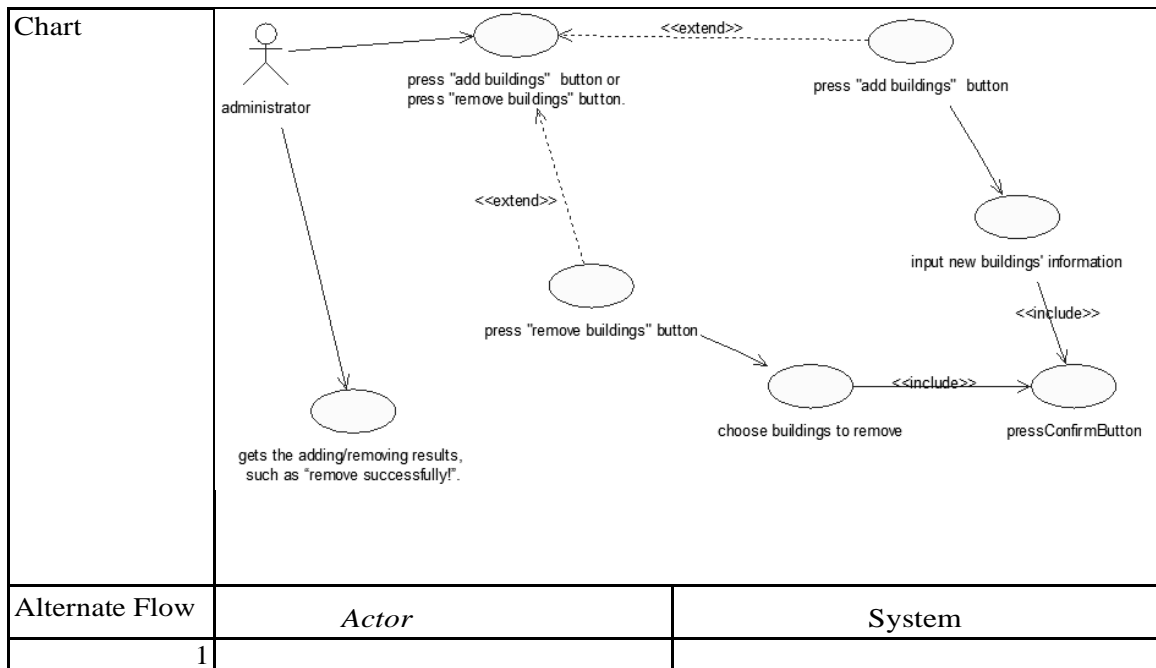 Chart
<<extend>>
press "add buildings" button or
press "remove buildings" button.
press "add buildings" button
administrator
<<extend>>
input new buildings' information
<<include>>
press "remove buildings" button
<<include>>
choose buildings to remove
pressConfirmButton
gets the adding/removing results,
such as “remove successfully!”.
Alternate Flow
Actor
System
1